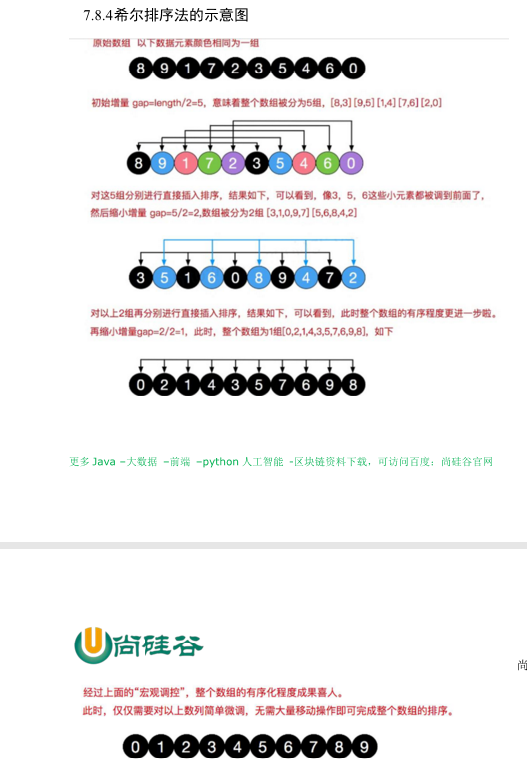 7.8.4希尔排序法的示意图
原始数组 以下数据元素颜色相同为一组
8 9 1 7 2 3 5 4 6 0
初始增量 gap=length/2=5，意味着整个数组被分为5组，[8,3] [9,5] [1,4] [7,6] [2,0]
8 9 1 7 2 3 5 4 6 0
对这5组分别进行直接插入排序，结果如下，可以看到，像3，5，6这些小元素都被调到前面了，
然后缩小增量 gap=5/2=2,数组被分为2组 [3,1,0,9,7] [5,6,8,4,2]
3 5 1 6 0 8 9 4 7 2
对以上2组再分别进行直接插入排序，结果如下，可以看到，此时整个数组的有序程度更进一步啦。
再缩小增量gap=2/2=1，此时，整个数组为1组[0,2,1,4,3,5,7,6,9,8]，如下
0 2 1 4 3 5 7 6 9 8
更多 Java –大数据 –前端 –python 人工智能 -区块链资料下载，可访问百度：尚硅谷官网
尚硅谷
尚
经过上面的“宏观调控”，整个数组的有序化程度成果喜人。
此时，仅仅需要对以上数列简单微调，无需大量移动操作即可完成整个数组的排序。
0 1 2 3 4 5 6 7 8 9